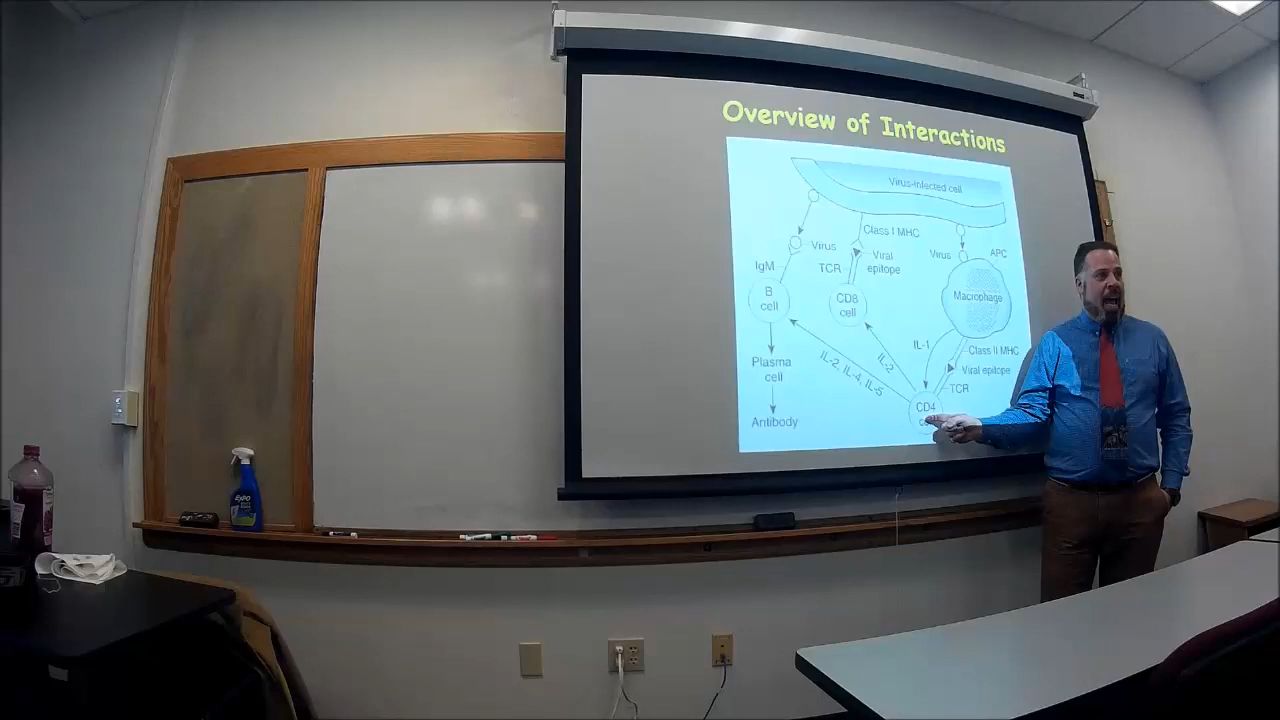 Overview of Interactions
Virus-infected cell
Class I MHC
Virus
Viral
epitope
TCR
IgM
B
cell
CD8
cell
Virus
APC
Macrophage
IL-1
Class II MHC
Viral epitope
TCR
IL-2
IL-2, IL-4, IL-5
CD4
Plasma
cell
Antibody
EXPO